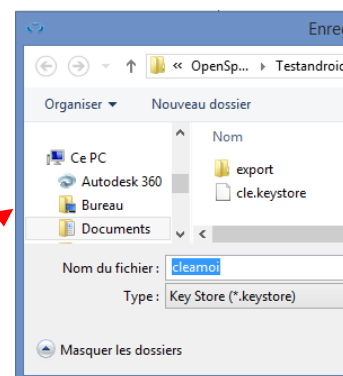 Enre
« OpenSp... Testandroid
Organiser Nouveau dossier
Nom
Ce PC
Autodesk 360
Bureau
Documents
export
cle.keystore
Nom du fichier : cleamoi
Type : Key Store (*.keystore)
Masquer les dossiers